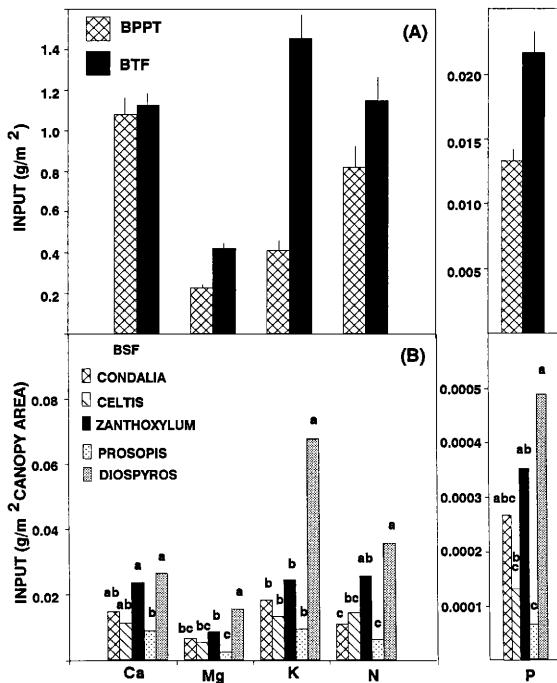 BPPT
BTF
(A)
INPUT (g/m²)
1.4
1.2
1.0
0.8
0.6
0.4
0.2
0.020
0.015
0.010
0.005
BSF
(B)
CONDALIA
CELTIS
ZANTHOXYLUM
PROSOPIS
DIOSPYROS
INPUT (g/m² CANOPY AREA)
0.08
0.06
0.04
0.02
ab ab a b a
bc bc b c a
b b b b a
c bc ab c a
0.0005
0.0004
0.0003
0.0002
0.0001
abc
b
c
ab
c
a
Ca Mg K N P